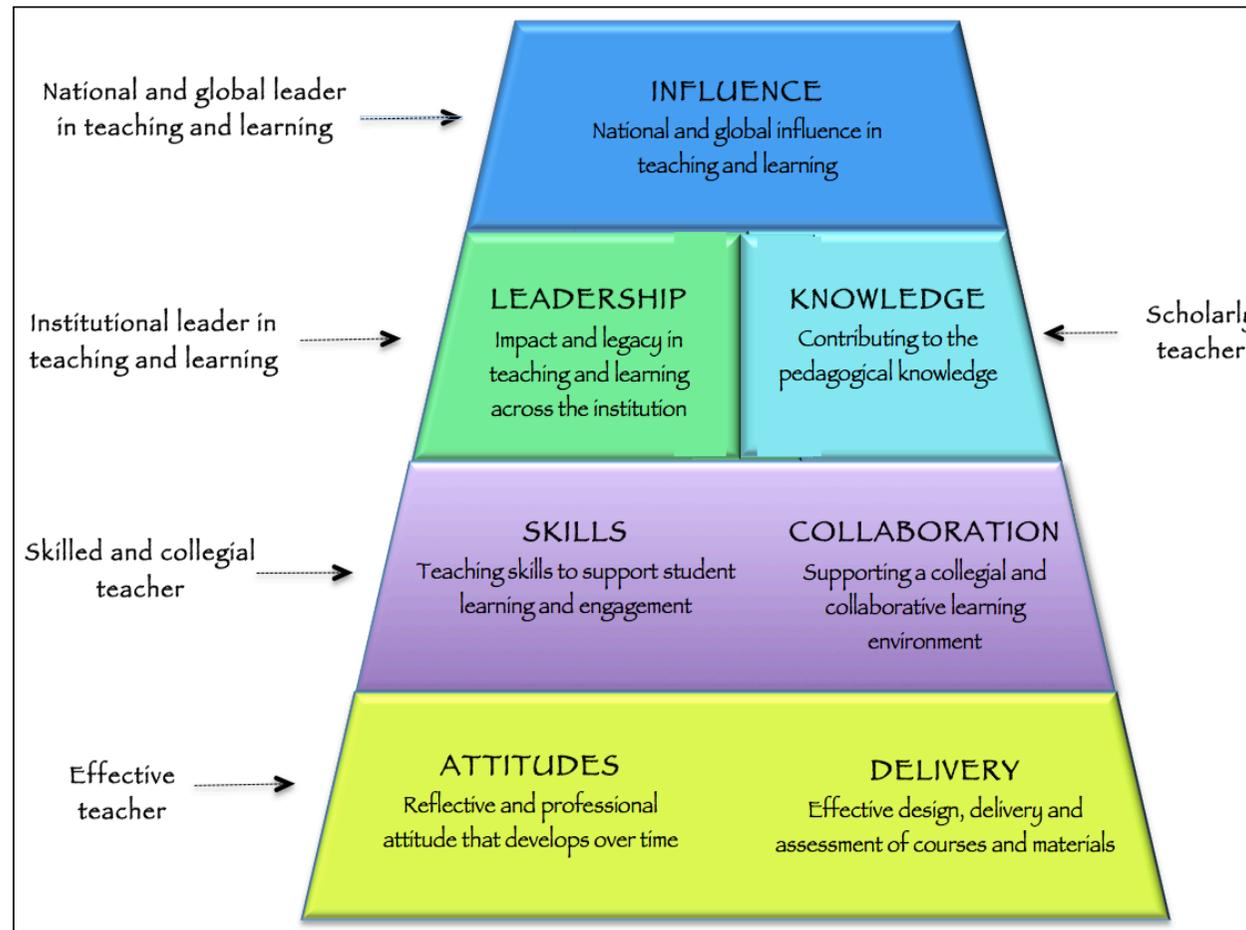 National and global leader
in teaching and learning
INFLUENCE
National and global influence in
teaching and learning
Institutional leader in
teaching and learning
LEADERSHIP
Impact and legacy in
teaching and learning
across the institution
KNOWLEDGE
Contributing to the
pedagogical knowledge
teacher
Skilled and collegial
teacher
SKILLS
Teaching skills to support student
learning and engagement
COLLABORATION
Supporting a collegial and
collaborative learning
environment
Effective
teacher
ATTITUDES
Reflective and professional
attitude that develops over time
DELIVERY
Effective design, delivery and
assessment of courses and materials